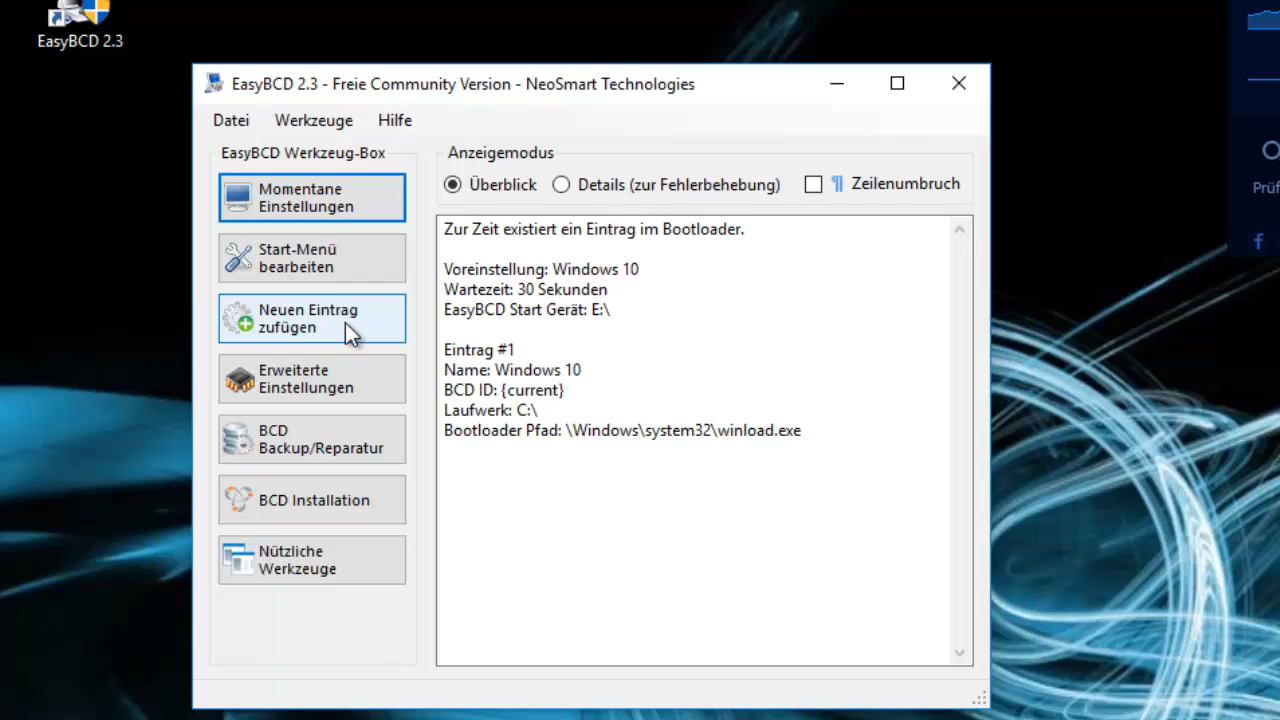 EasyBCD 2.3
EasyBCD 2.3 - Freie Community Version - NeoSmart Technologies
Datei Werkzeuge Hilfe
EasyBCD Werkzeug-Box
Momentane
Einstellungen
Start-Menü
bearbeiten
Neuen Eintrag
zufügen
Erweiterte
Einstellungen
BCD
Backup/Reparatur
BCD Installation
Nützliche
Werkzeuge
Anzeigemodus
Überblick Details (zur Fehlerbehebung) ¶ Zeilenumbruch
Zur Zeit existiert ein Eintrag im Bootloader.
Voreinstellung: Windows 10
Wartezeit: 30 Sekunden
EasyBCD Start Gerät: E:\
Eintrag #1
Name: Windows 10
BCD ID: {current}
Laufwerk: C:\
Bootloader Pfad: \Windows\system32\winload.exe